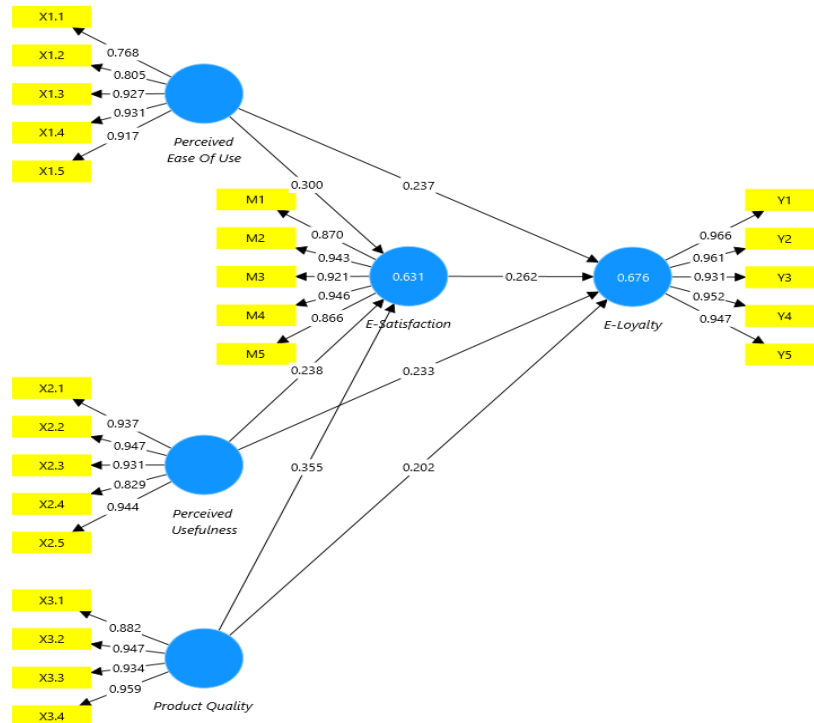 X1.1
X1.2
X1.3
X1.4
X1.5
0.768
0.805
0.927
0.931
0.917
Perceived
Ease Of Use
0.300
0.237
M1
M2
M3
M4
M5
0.870
0.943
0.921
0.946
0.866
0.631
E-Satisfaction
0.262
0.676
E-Loyalty
0.966
0.961
0.931
0.952
0.947
Y1
Y2
Y3
Y4
Y5
0.238
0.233
X2.1
X2.2
X2.3
X2.4
X2.5
0.937
0.947
0.931
0.829
0.944
Perceived
Usefulness
0.355
0.202
X3.1
X3.2
X3.3
X3.4
0.882
0.947
0.934
0.959
Product Quality